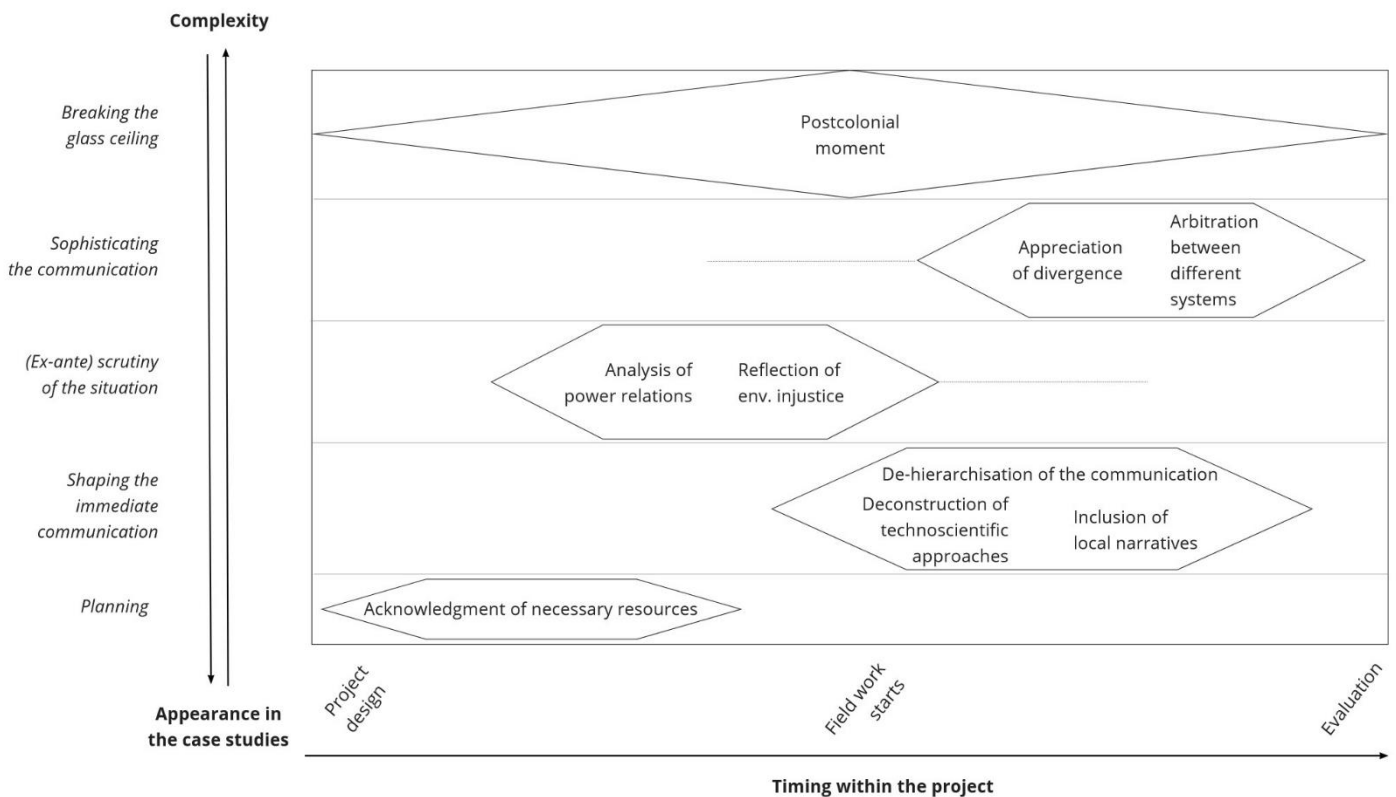 Complexity
Breaking the
glass ceiling
Postcolonial
moment
Sophisticating
the communication
Appreciation
of divergence
Arbitration
between
different
systems
(Ex-ante) scrutiny
of the situation
Analysis of
power relations
Reflection of
env. injustice
Shaping the
immediate
communication
De-hierarchisation of the communication
Deconstruction of
technoscientific
approaches
Inclusion of
local narratives
Planning
Acknowledgment of necessary resources
Project
design
Field work
starts
Evaluation
Appearance in
the case studies
Timing within the project